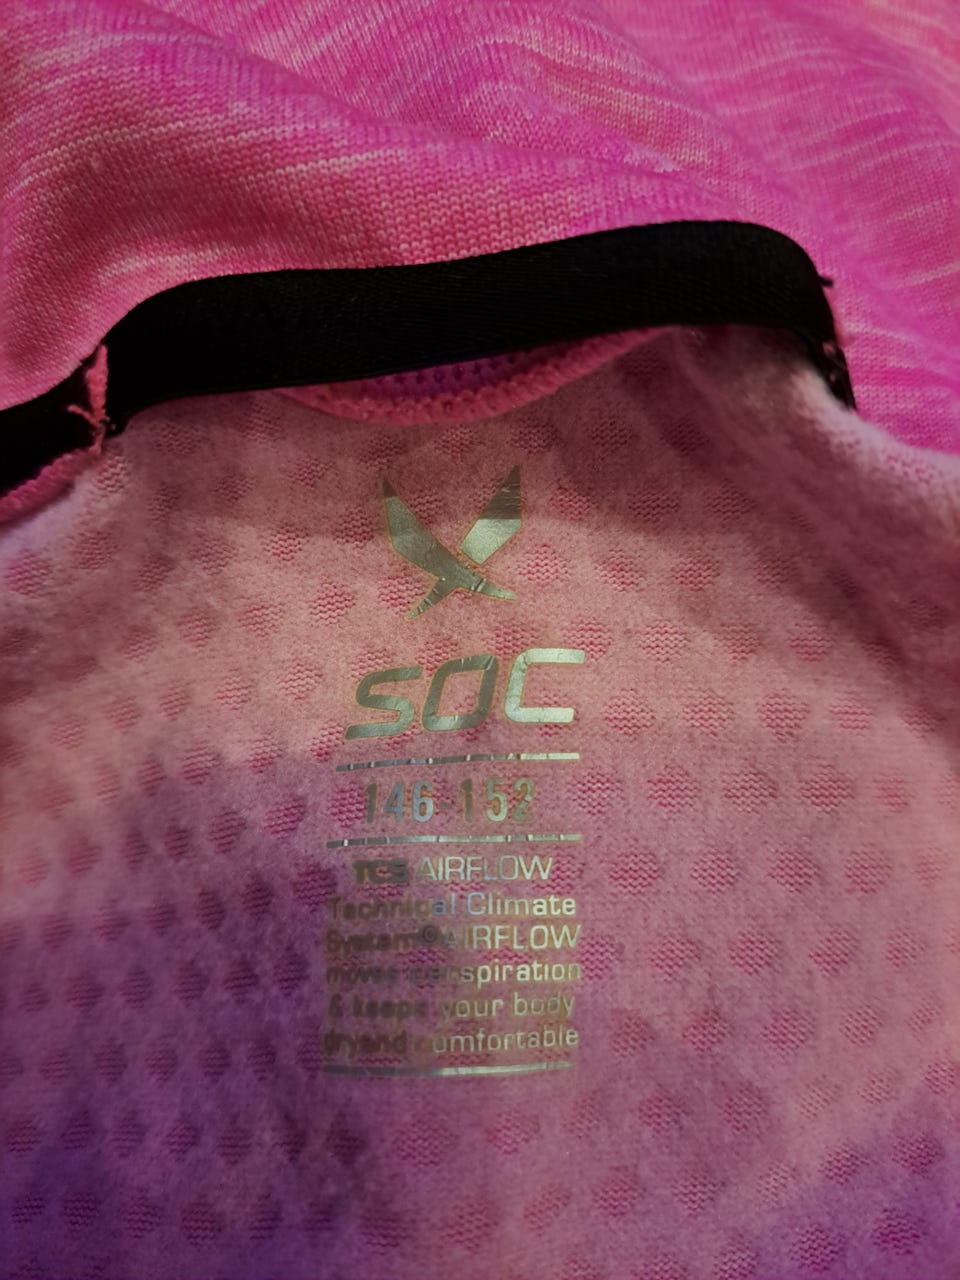 SOC
146-152
TCS AIRFLOW
Technical Climate
System©AIRFLOW
moves perspiration
& keeps your body
dryand comfortable